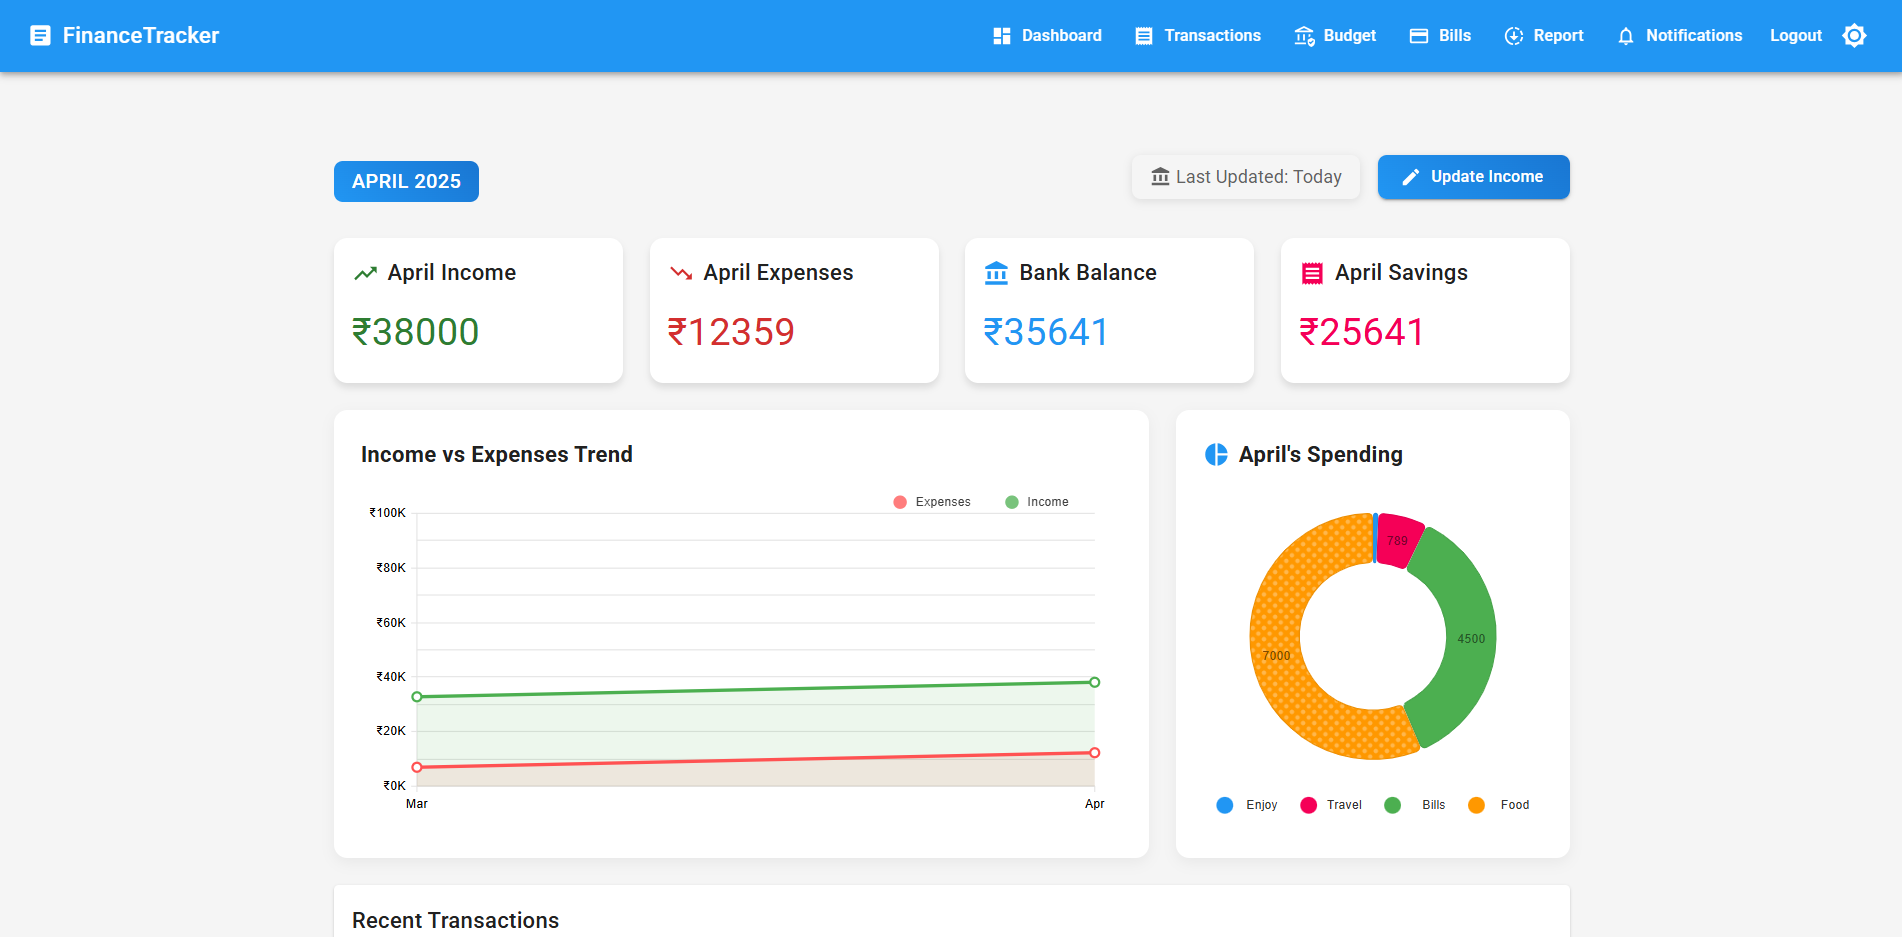 FinanceTracker
Dashboard
Transactions
Budget
Bills
Report
Notifications
Logout
APRIL 2025
Last Updated: Today
Update Income
April Income
₹38000
April Expenses
₹12359
Bank Balance
₹35641
April Savings
₹25641
Income vs Expenses Trend
Expenses
Income
₹100K
₹80K
₹60K
₹40K
₹20K
₹0K
Mar
Apr
April's Spending
789
4500
7000
Enjoy
Travel
Bills
Food
Recent Transactions